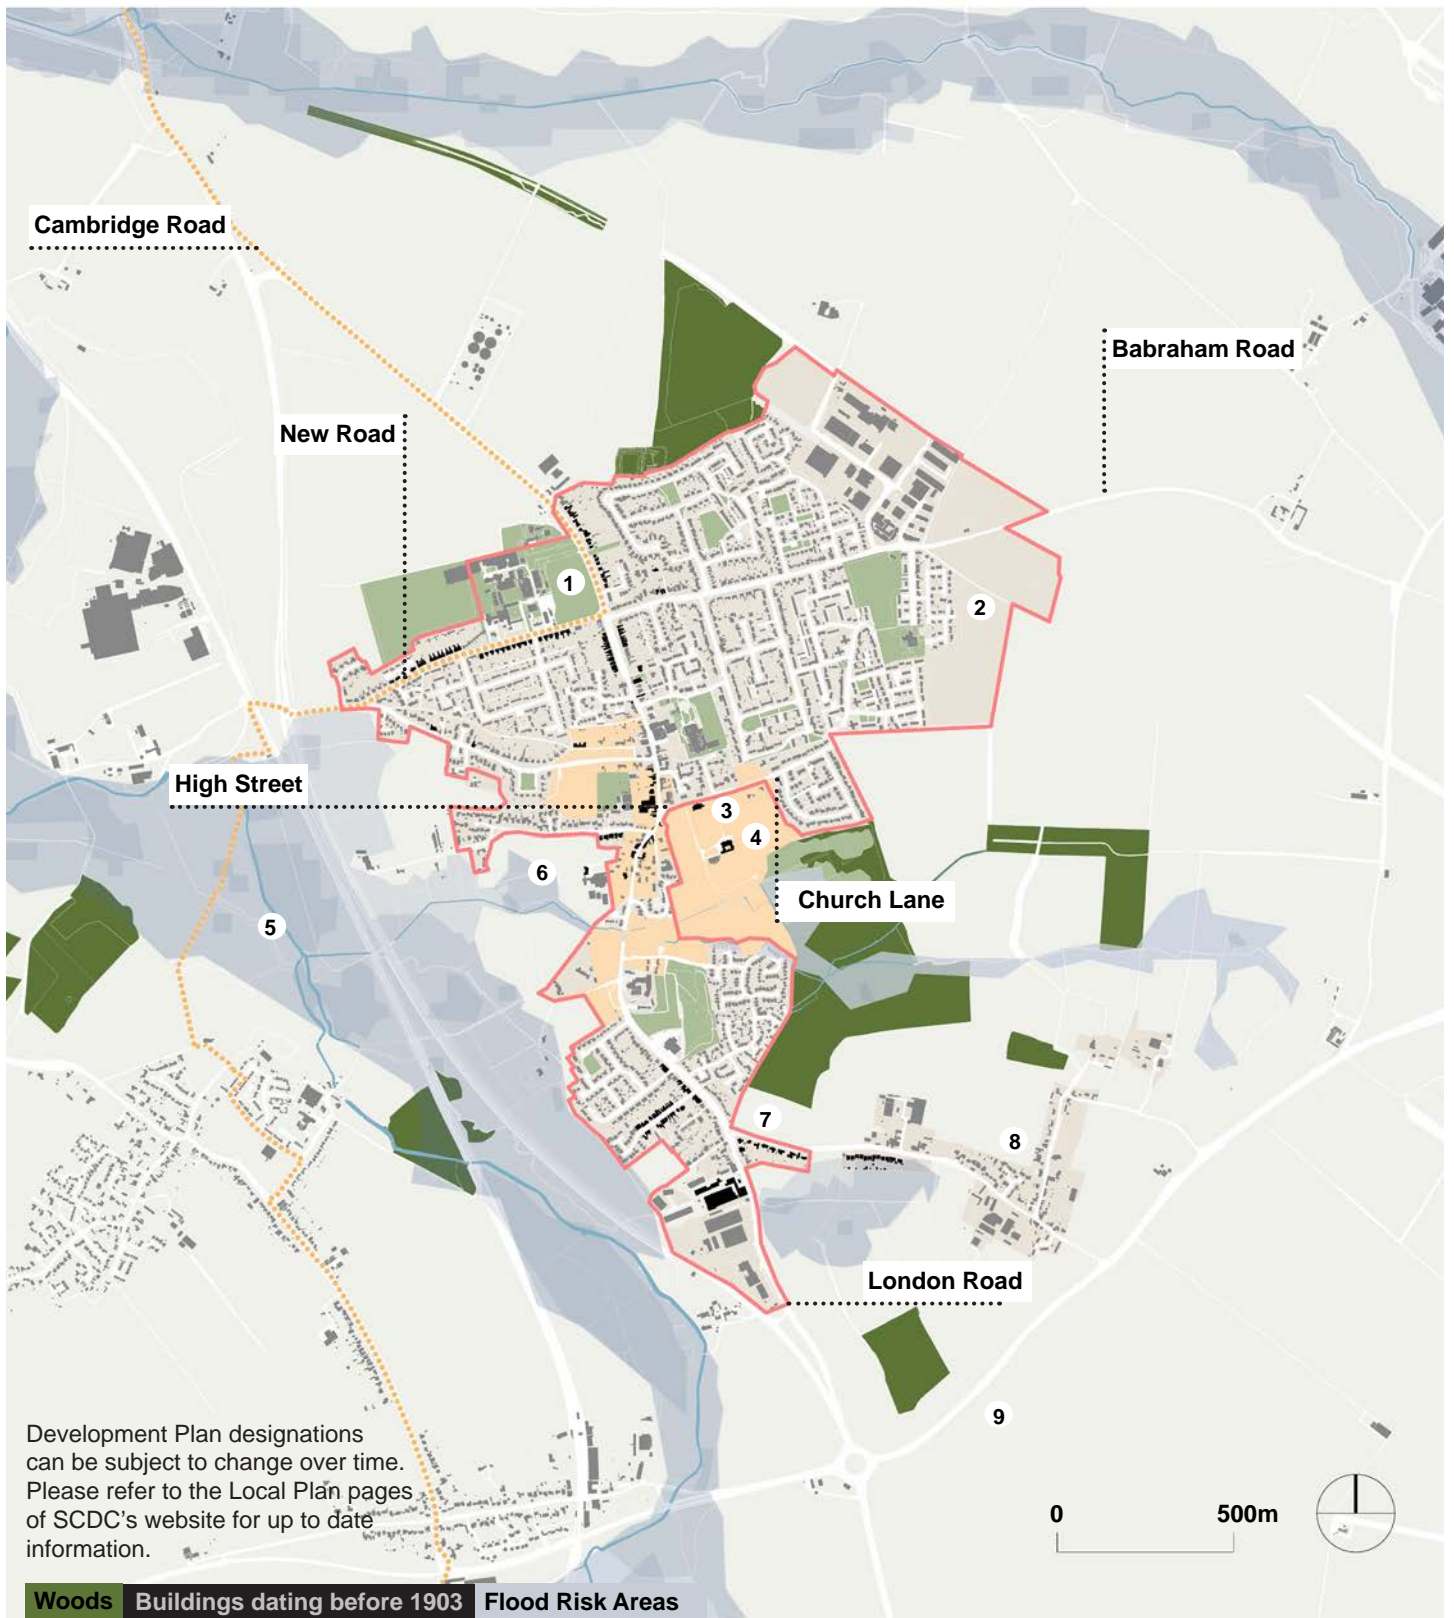 Cambridge Road
Babraham Road
New Road
1
2
High Street
3
4
6
Church Lane
5
7
8
London Road
9
Development Plan designations
can be subject to change over time.
Please refer to the Local Plan pages
of SCDC's website for up to date
information.
0 500m
Woods Buildings dating before 1903 Flood Risk Areas